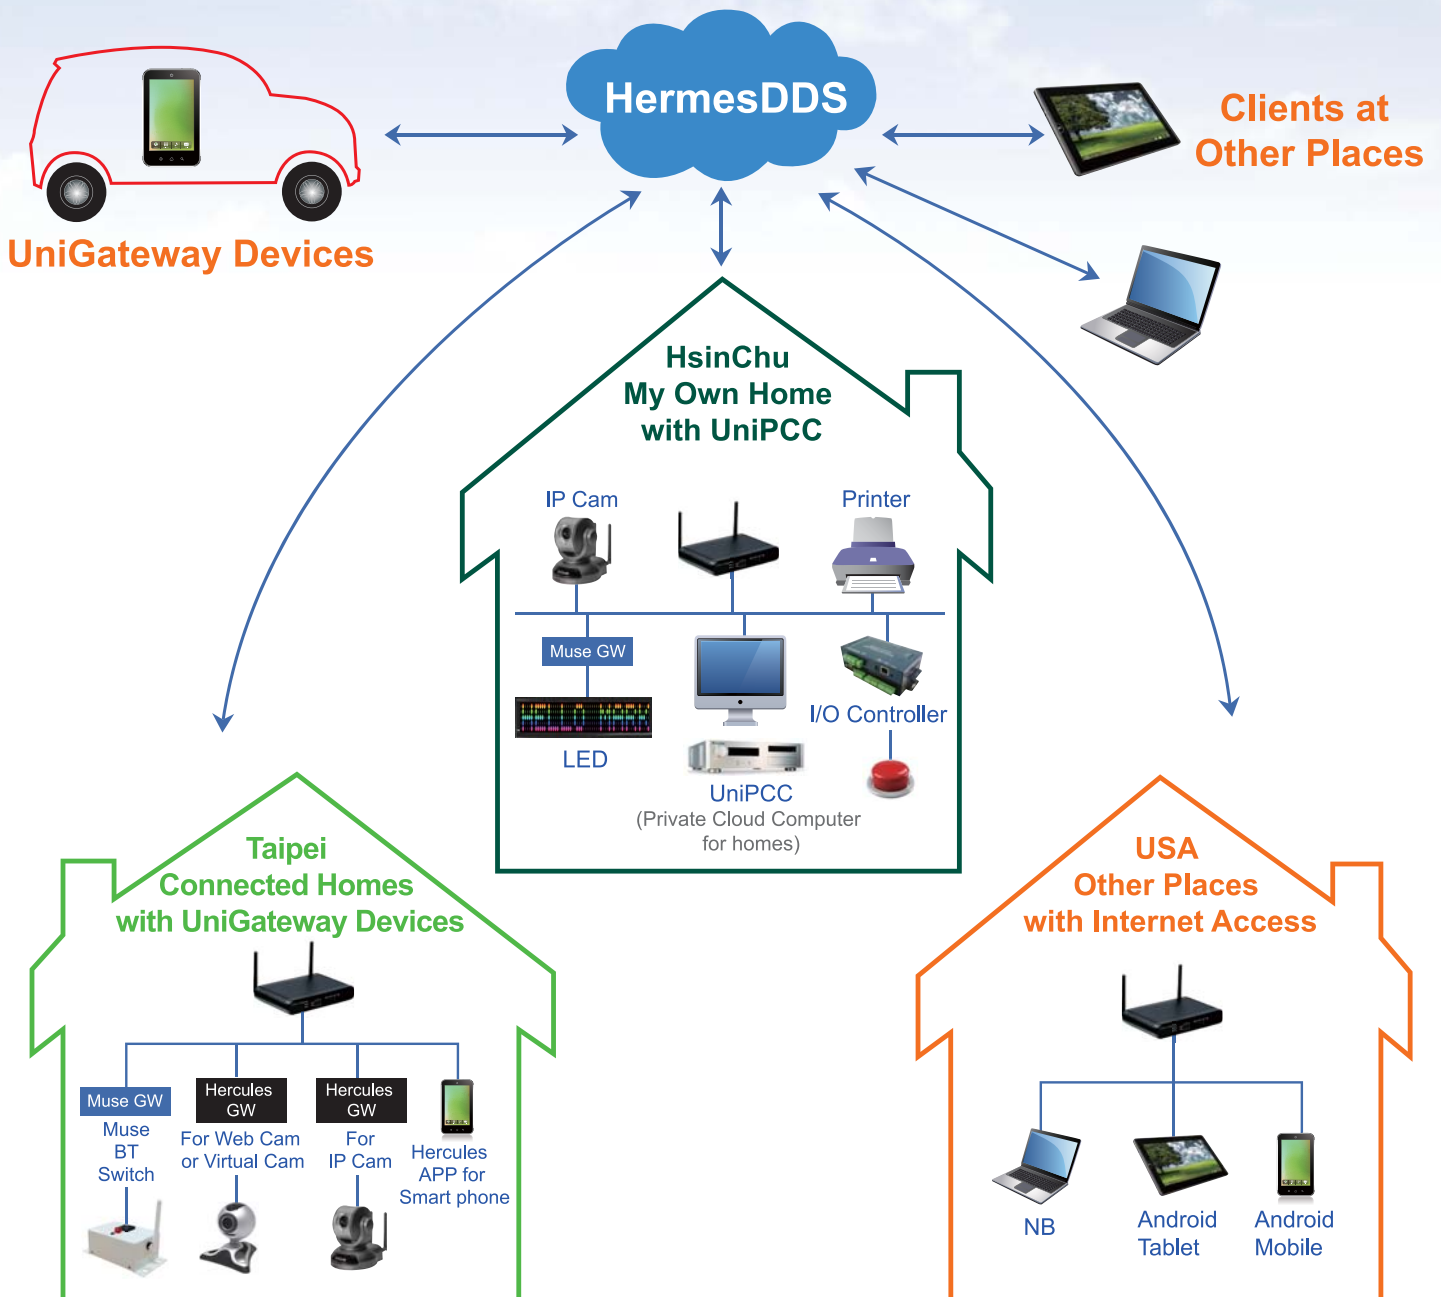 HermesDDS
Clients at
Other Places
UniGateway Devices
HsinChu
My Own Home
with UniPCC
IP Cam
Printer
Muse GW
LED
I/O Controller
UniPCC
(Private Cloud Computer
for homes)
Taipei
Connected Homes
with UniGateway Devices
Muse GW
Muse
BT
Switch
Hercules
GW
For Web Cam
or Virtual Cam
Hercules
GW
For
IP Cam
Hercules
APP for
Smart phone
USA
Other Places
with Internet Access
NB
Android
Tablet
Android
Mobile